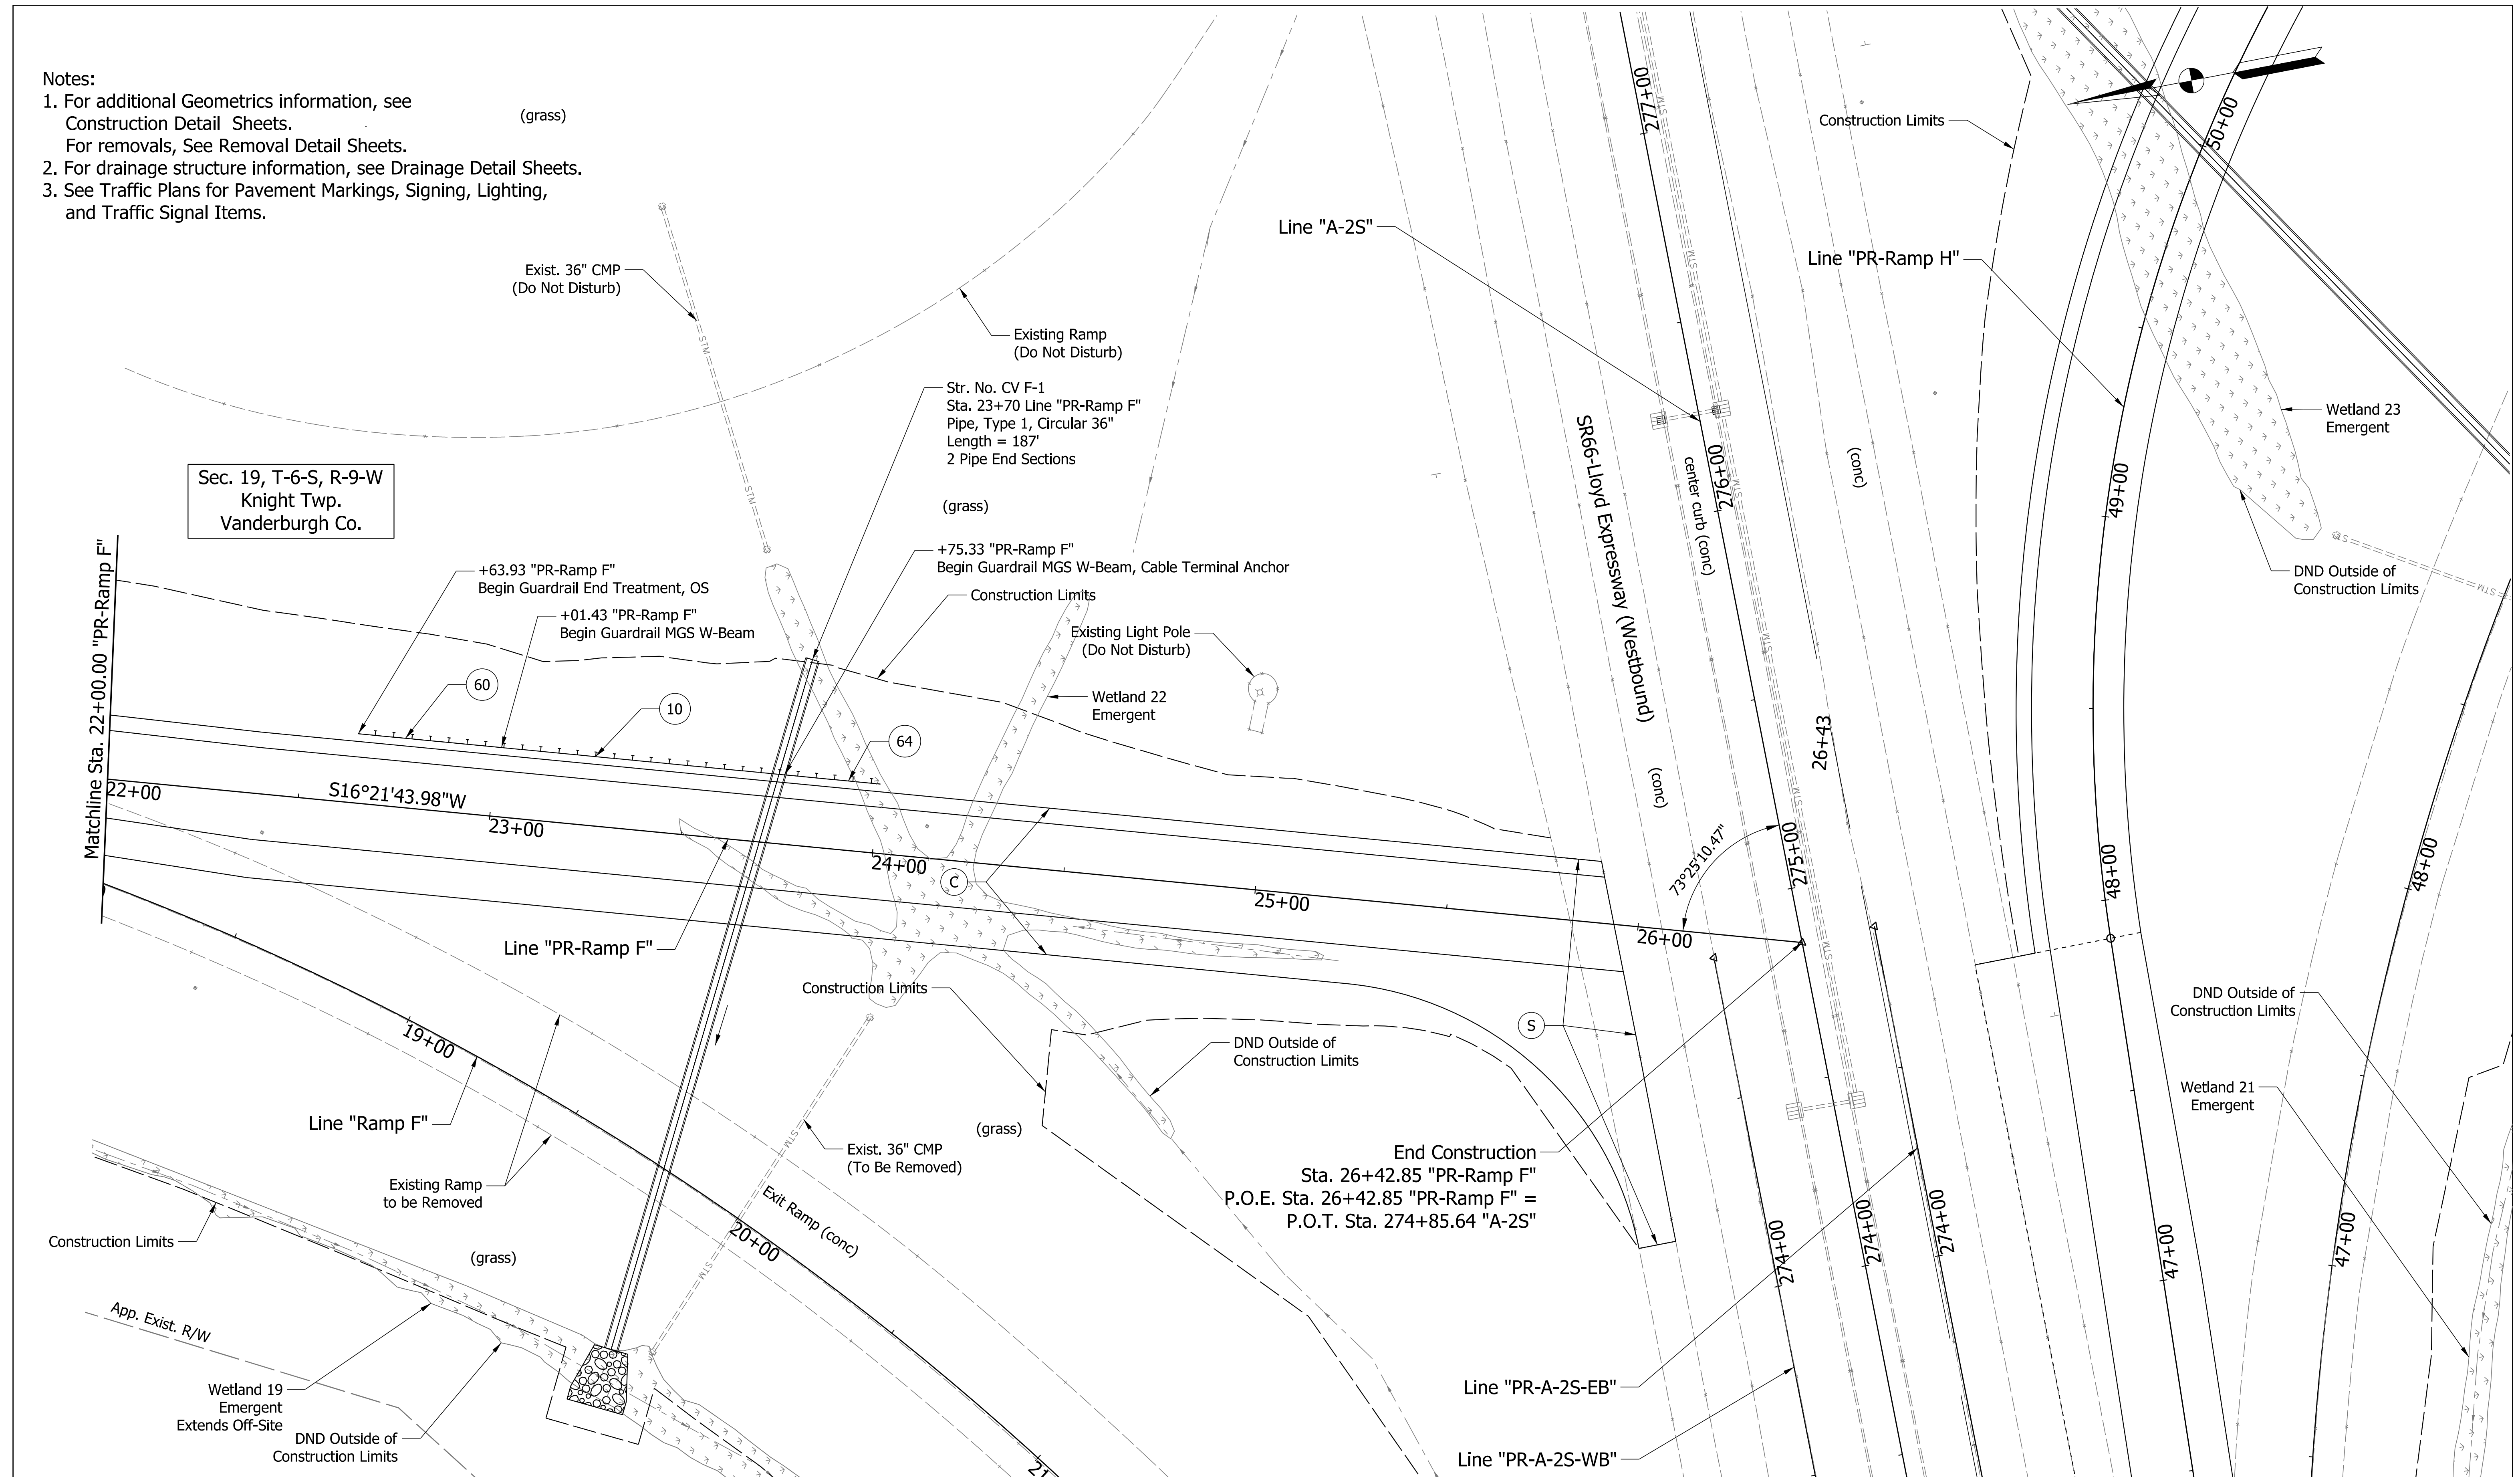 Notes:
1. For additional Geometrics information, see
Construction Detail Sheets.
For removals, See Removal Detail Sheets.
2. For drainage structure information, see Drainage Detail Sheets.
3. See Traffic Plans for Pavement Markings, Signing, Lighting,
and Traffic Signal Items.
(grass)
Exist. 36" CMP
(Do Not Disturb)
STM
STM
Existing Ramp
(Do Not Disturb)
Str. No. CV F-1
Sta. 23+70 Line "PR-Ramp F"
Pipe, Type 1, Circular 36"
Length = 187'
2 Pipe End Sections
(grass)
Sec. 19, T-6-S, R-9-W
Knight Twp.
Vanderburgh Co.
Matchline Sta. 22+00.00 "PR-Ramp F"
+63.93 "PR-Ramp F"
Begin Guardrail End Treatment, OS
+01.43 "PR-Ramp F"
Begin Guardrail MGS W-Beam
+75.33 "PR-Ramp F"
Begin Guardrail MGS W-Beam, Cable Terminal Anchor
Construction Limits
Existing Light Pole
(Do Not Disturb)
Wetland 22
Emergent
60
10
64
22+00
S16°21'43.98"W
23+00
24+00
25+00
26+00
C
S
Line "PR-Ramp F"
Construction Limits
DND Outside of
Construction Limits
19+00
Line "Ramp F"
Existing Ramp
to be Removed
Exist. 36" CMP
(To Be Removed)
STM
STM
(grass)
Exit Ramp (conc)
20+00
21
Construction Limits
(grass)
App. Exist. R/W
Wetland 19
Emergent
Extends Off-Site
DND Outside of
Construction Limits
End Construction
Sta. 26+42.85 "PR-Ramp F"
P.O.E. Sta. 26+42.85 "PR-Ramp F" =
P.O.T. Sta. 274+85.64 "A-2S"
Line "PR-A-2S-EB"
Line "PR-A-2S-WB"
Line "A-2S"
277+00
STM
STM
276+00
STM
center curb (conc)
SR66-Lloyd Expressway (Westbound)
(conc)
(conc)
STM
26+43
STM
73°25'10.47"
275+00
STM
274+00
274+00
274+00
Construction Limits
Line "PR-Ramp H"
50+00
49+00
48+00
47+00
48+00
47+00
Wetland 23
Emergent
DND Outside of
Construction Limits
STM
DND Outside of
Construction Limits
Wetland 21
Emergent